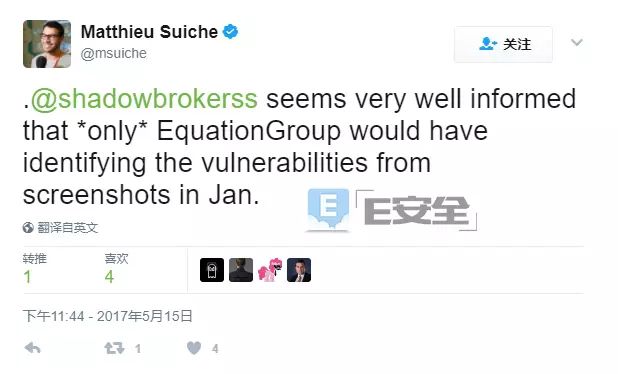 Matthieu Suiche
@msuiche
关注
.@shadowbrokerss seems very well informed
that *only* EquationGroup would have
identifying the vulnerabilities from
screenshots in Jan.
E安全
翻译自英文
转推 喜欢
1 4
下午11:44 - 2017年5月15日
1 4